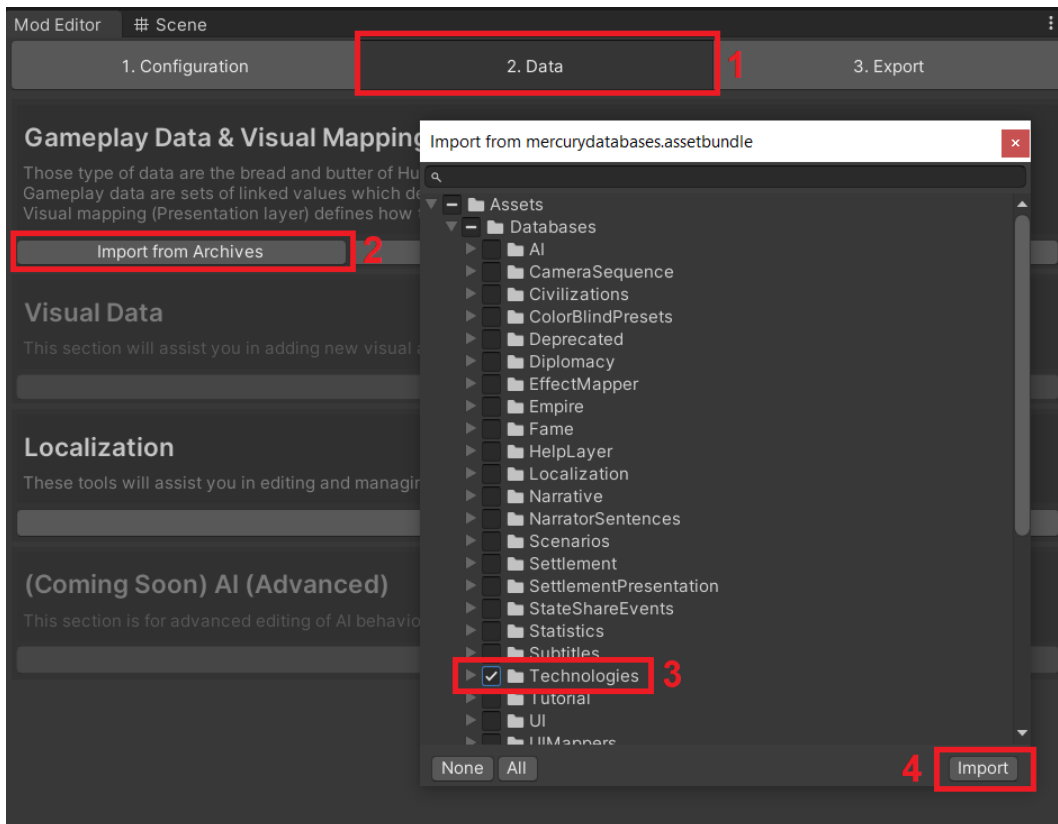 Mod Editor
# Scene
1. Configuration
2. Data
1
3. Export
Gameplay Data & Visual Mapping
Those type of data are the bread and butter of Hu
Gameplay data are sets of linked values which de
Visual mapping (Presentation layer) defines how
Import from Archives
2
Visual Data
This section will assist you in adding new visual a
Localization
These tools will assist you in editing and managin
(Coming Soon) AI (Advanced)
This section is for advanced editing of AI behavio
Import from mercurydatabases.assetbundle
Assets
Databases
AI
CameraSequence
Civilizations
ColorBlindPresets
Deprecated
Diplomacy
EffectMapper
Empire
Fame
HelpLayer
Localization
Narrative
NarratorSentences
Scenarios
Settlement
SettlementPresentation
StateShareEvents
Statistics
Subtitles
Technologies
3
Tutorial
UI
UIMappers
None
All
4
Import